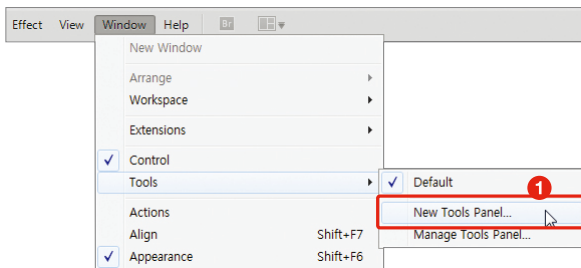 Effect View Window Help Br
New Window
Arrange
Workspace
Extensions
Control
Tools
Default
1
New Tools Panel...
Manage Tools Panel...
Actions
Align Shift+F7
Appearance Shift+F6